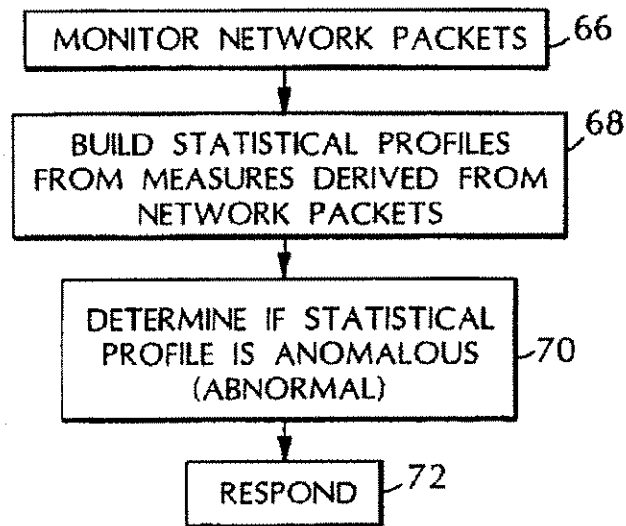 MONITOR NETWORK PACKETS
66
BUILD STATISTICAL PROFILES
FROM MEASURES DERIVED FROM
NETWORK PACKETS
68
DETERMINE IF STATISTICAL
PROFILE IS ANOMALOUS
(ABNORMAL)
70
RESPOND
72